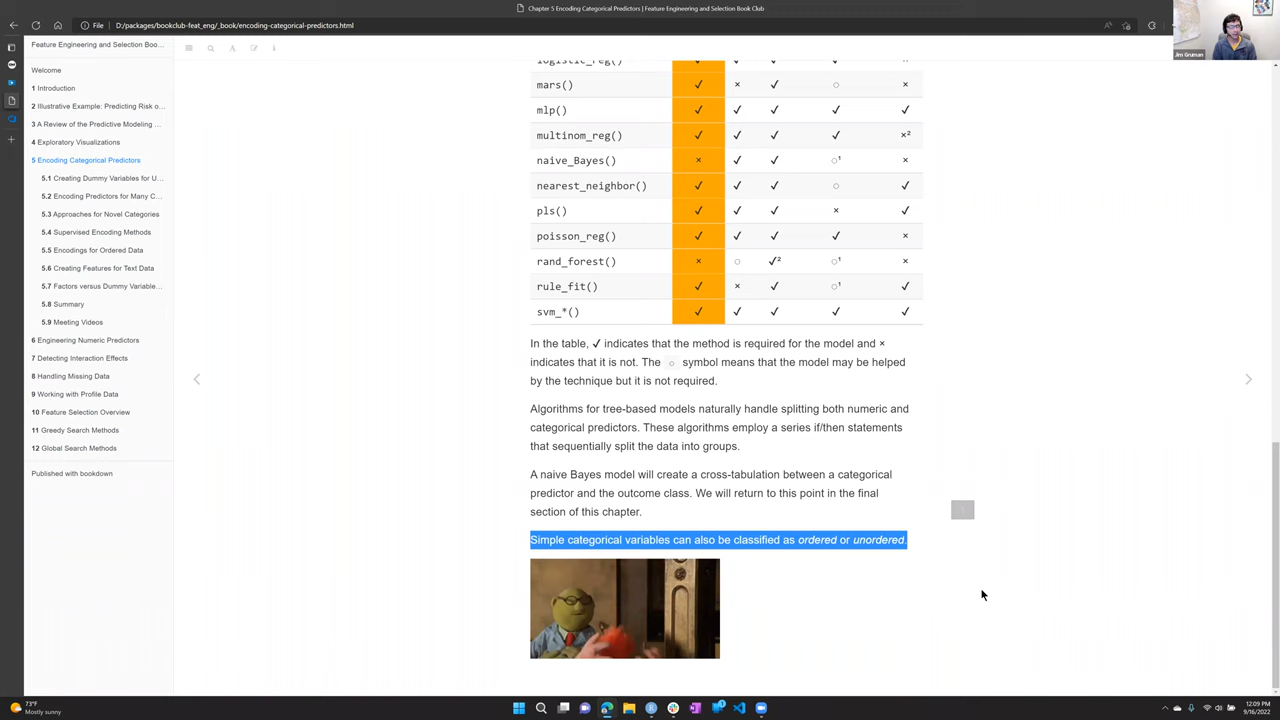 Chapter 5 Encoding Categorical Predictors | Feature Engineering and Selection Book Club
File
D:/packages/bookclub-feat_eng/_book/encoding-categorical-predictors.html
Jim Gruman
Feature Engineering and Selection Boo...
Welcome
1 Introduction
2 Illustrative Example: Predicting Risk o...
3 A Review of the Predictive Modeling ...
4 Exploratory Visualizations
5 Encoding Categorical Predictors
5.1 Creating Dummy Variables for U...
5.2 Encoding Predictors for Many C...
5.3 Approaches for Novel Categories
5.4 Supervised Encoding Methods
5.5 Encodings for Ordered Data
5.6 Creating Features for Text Data
5.7 Factors versus Dummy Variable...
5.8 Summary
5.9 Meeting Videos
6 Engineering Numeric Predictors
7 Detecting Interaction Effects
8 Handling Missing Data
9 Working with Profile Data
10 Feature Selection Overview
11 Greedy Search Methods
12 Global Search Methods
Published with bookdown
logistic_reg() ✓ ✓ ✓ ✓ ×
mars() ✓ × ✓ ○ ×
mlp() ✓ ✓ ✓ ✓ ✓
multinom_reg() ✓ ✓ ✓ ✓ ×²
naive_Bayes() × ✓ ✓ ○¹ ×
nearest_neighbor() ✓ ✓ ✓ ○ ✓
pls() ✓ ✓ ✓ × ✓
poisson_reg() ✓ ✓ ✓ ✓ ×
rand_forest() × ○ ✓² ○¹ ×
rule_fit() ✓ × ✓ ○¹ ✓
svm_*() ✓ ✓ ✓ ✓ ✓
In the table, ✓ indicates that the method is required for the model and ×
indicates that it is not. The ○ symbol means that the model may be helped
by the technique but it is not required.
Algorithms for tree-based models naturally handle splitting both numeric and
categorical predictors. These algorithms employ a series if/then statements
that sequentially split the data into groups.
A naive Bayes model will create a cross-tabulation between a categorical
predictor and the outcome class. We will return to this point in the final
section of this chapter.
Simple categorical variables can also be classified as ordered or unordered.
73°F
Mostly sunny
12:09 PM
9/16/2022